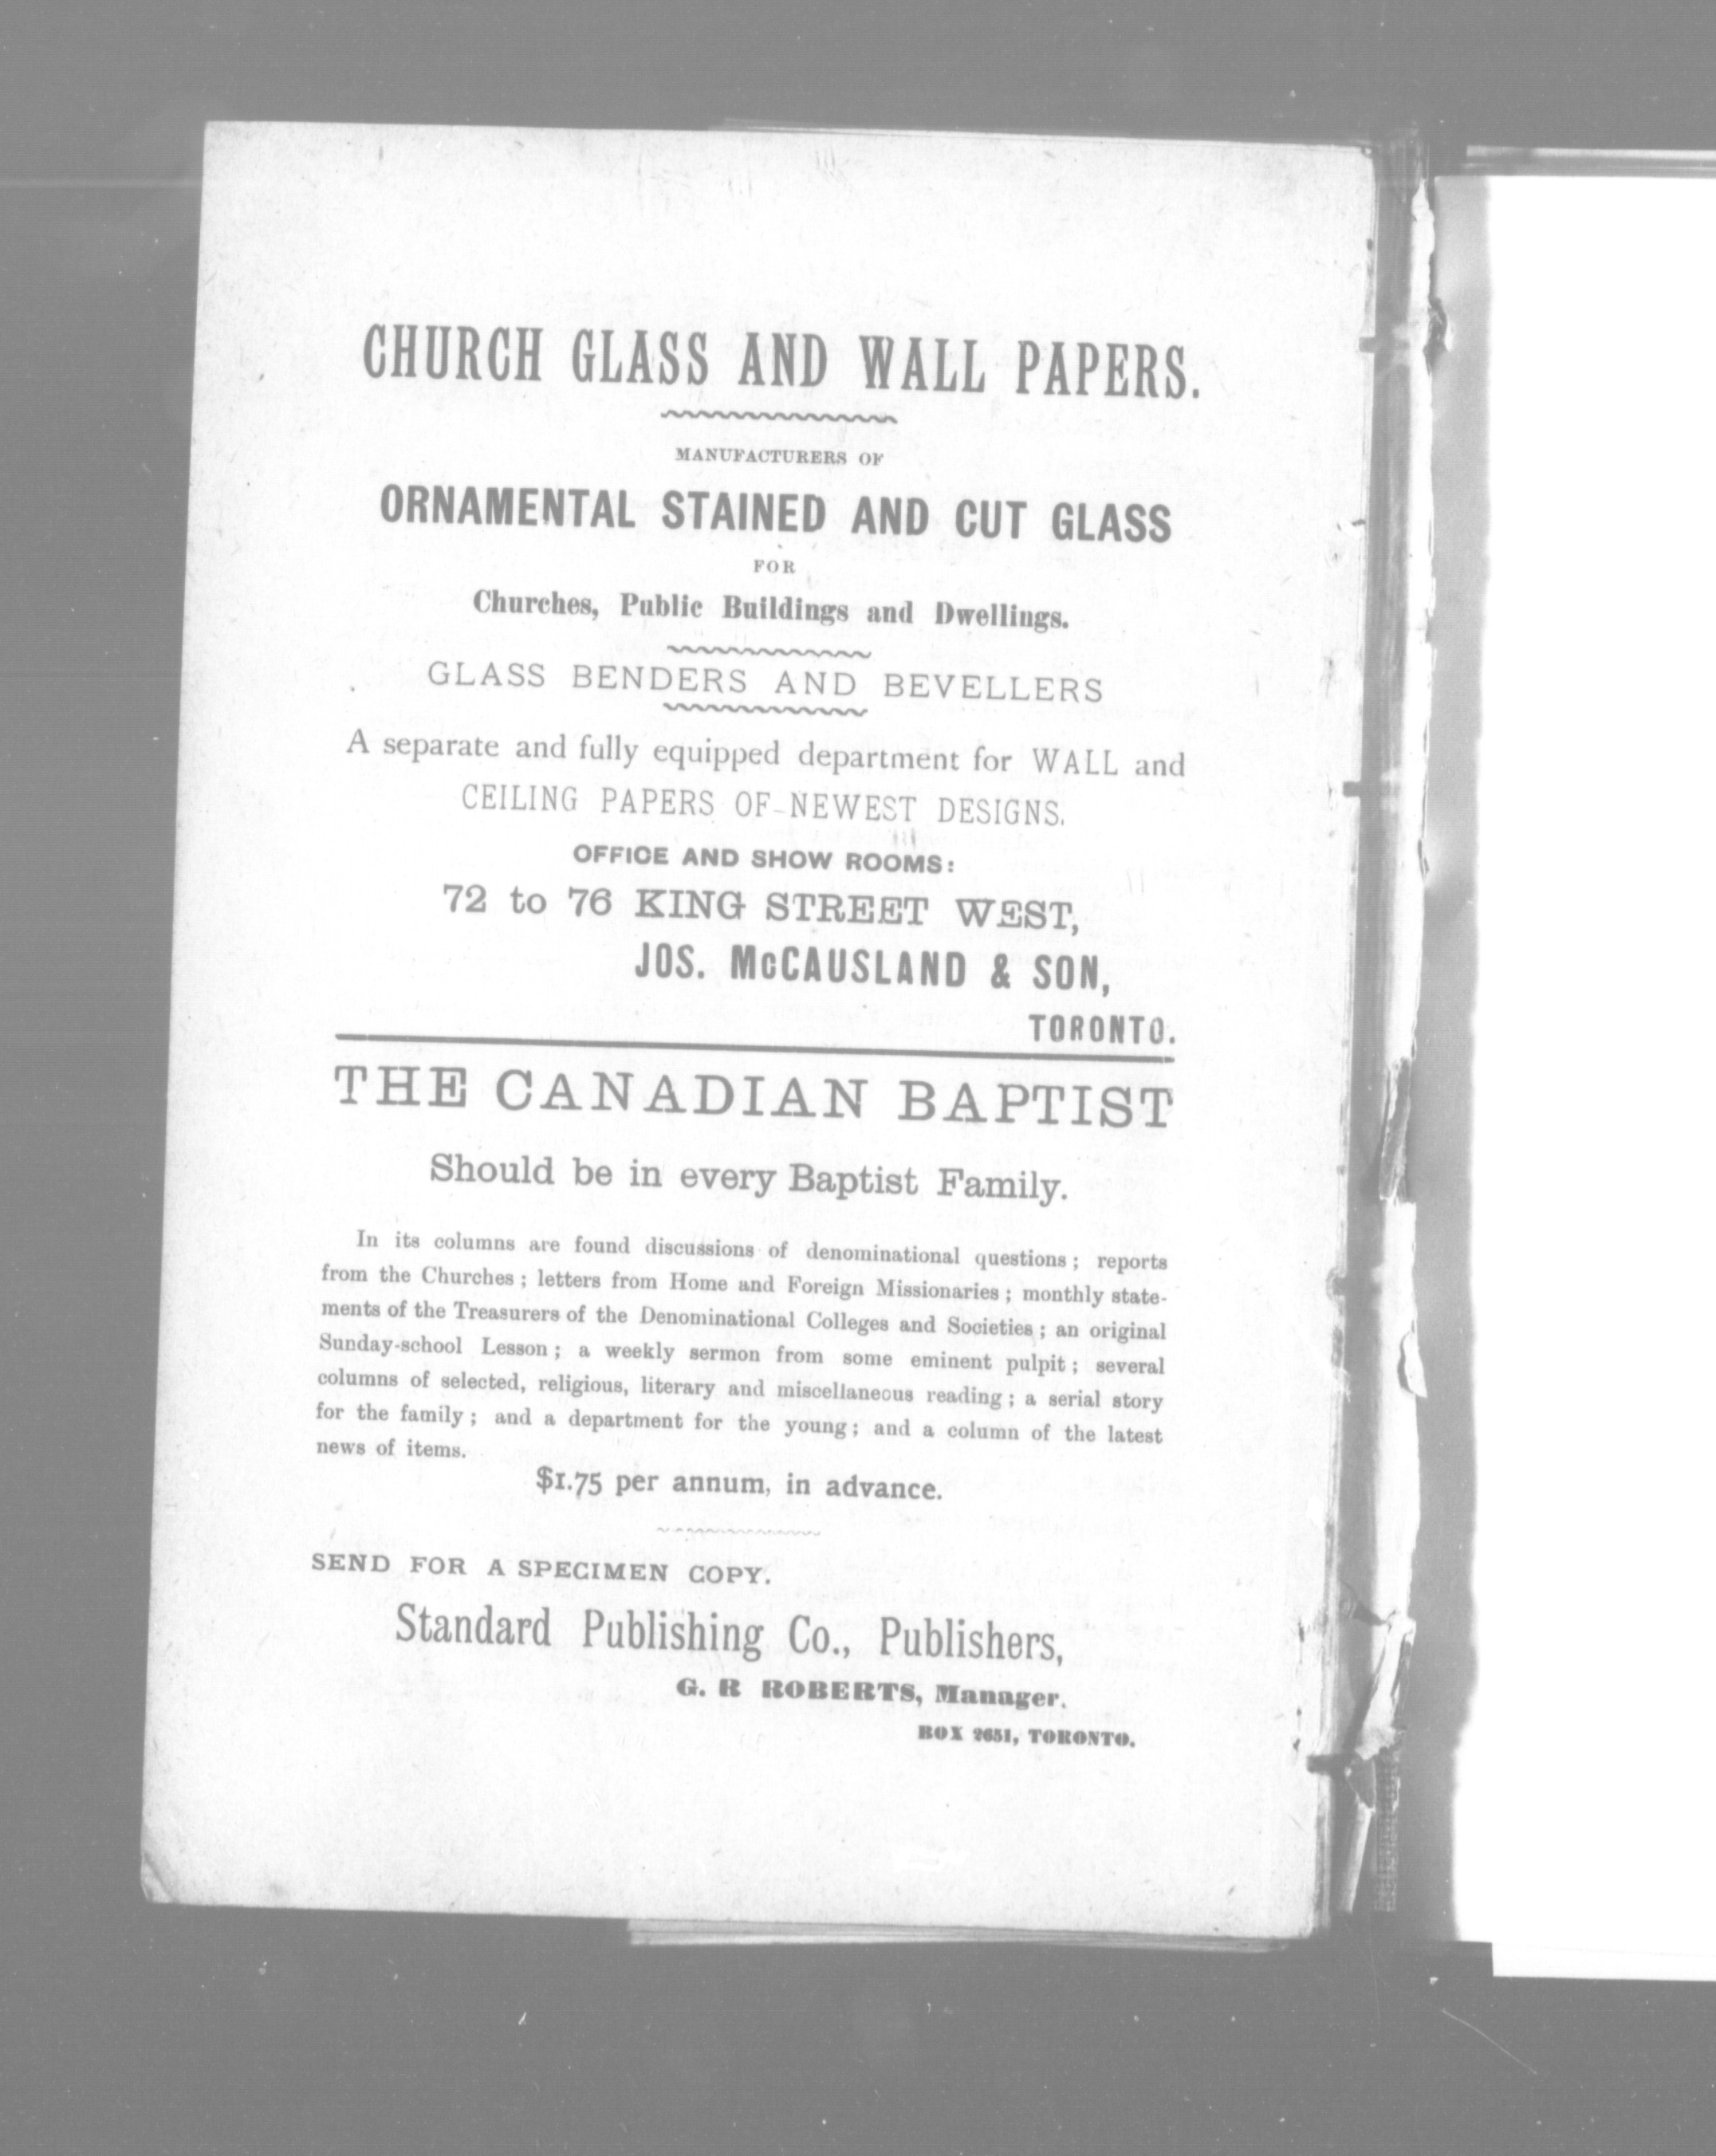 CHURCH GLASS AND WALL PAPERS.
MANUFACTURERS OF
ORNAMENTAL STAINED AND CUT GLASS
FOR
Churches, Public Buildings and Dwellings.
GLASS BENDERS AND BEVELLERS
A separate and fully equipped department for WALL and
CEILING PAPERS OF NEWEST DESIGNS.
OFFICE AND SHOW ROOMS:
72 to 76 KING STREET WEST,
JOS. McCAUSLAND & SON,
TORONTO.
THE CANADIAN BAPTIST
Should be in every Baptist Family.
In its columns are found discussions of denominational questions; reports
from the Churches; letters from Home and Foreign Missionaries; monthly state-
ments of the Treasurers of the Denominational Colleges and Societies; an original
Sunday-school Lesson; a weekly sermon from some eminent pulpit; several
columns of selected, religious, literary and miscellaneous reading; a serial story
for the family; and a department for the young; and a column of the latest
news of items.
$1.75 per annum, in advance.
SEND FOR A SPECIMEN COPY.
Standard Publishing Co., Publishers,
G. R ROBERTS, Manager.
BOX 2651, TORONTO.